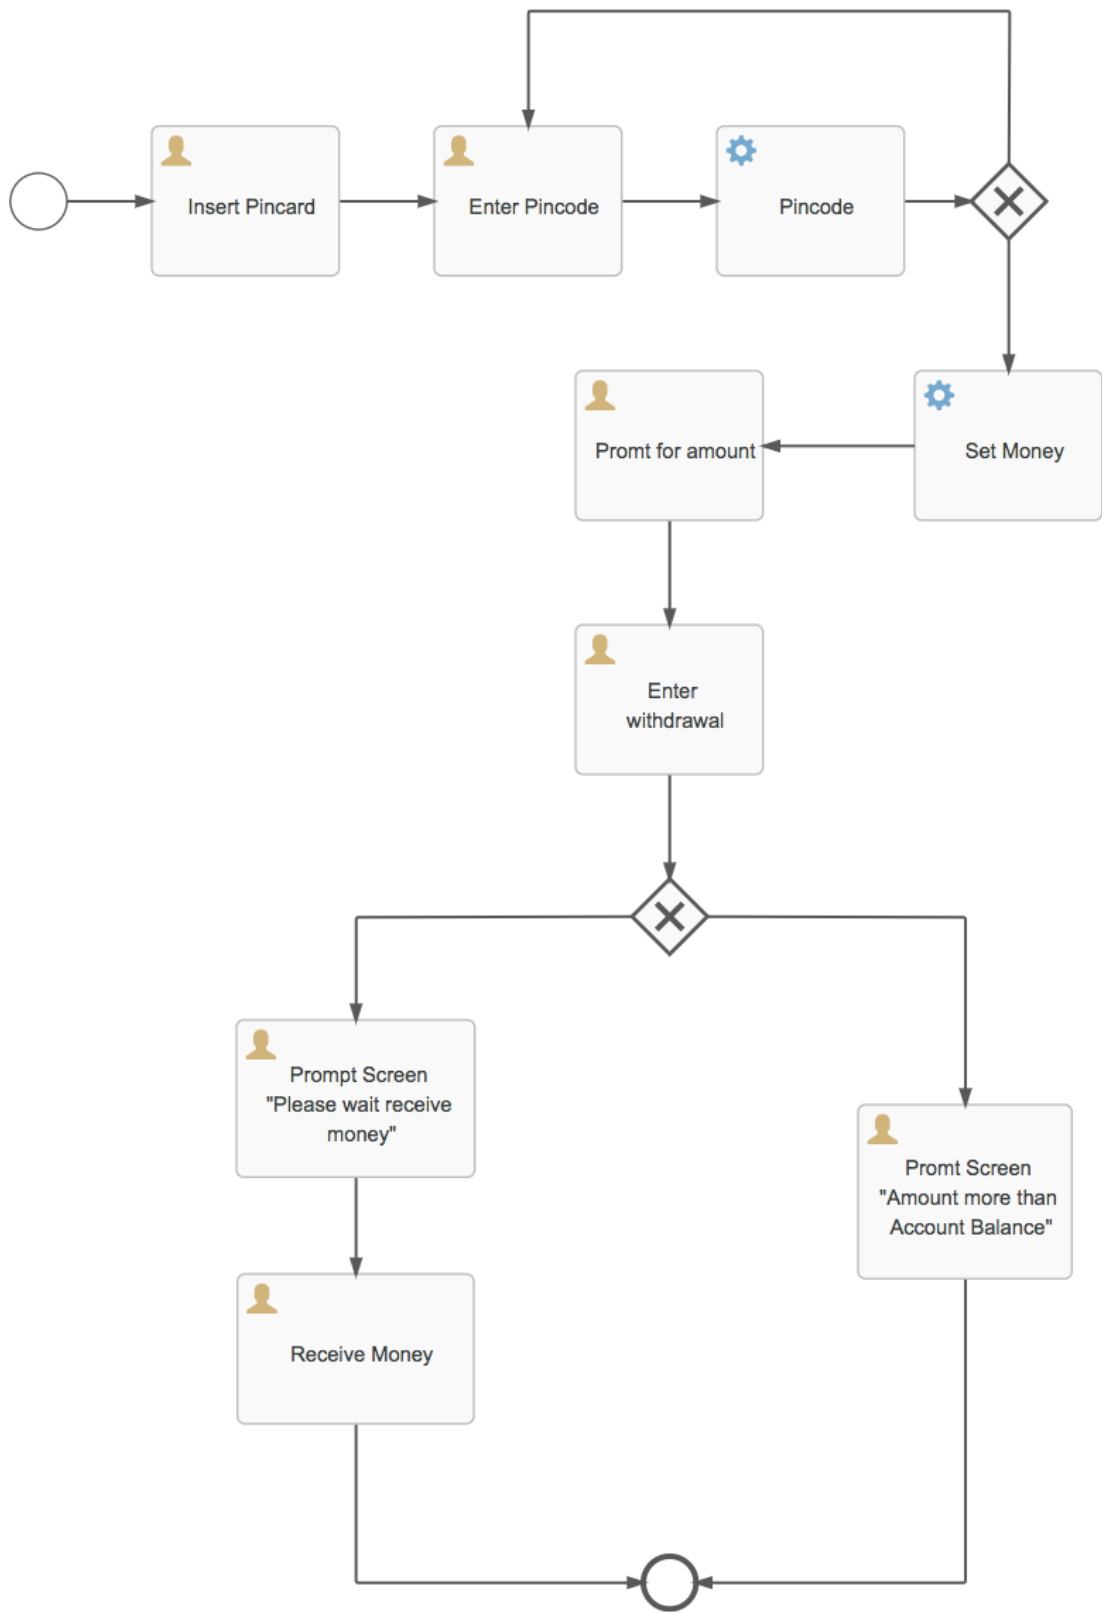 Insert Pincard
Enter Pincode
Pincode
Promt for amount
Set Money
Enter
withdrawal
Prompt Screen
"Please wait receive
money"
Promt Screen
"Amount more than
Account Balance"
Receive Money